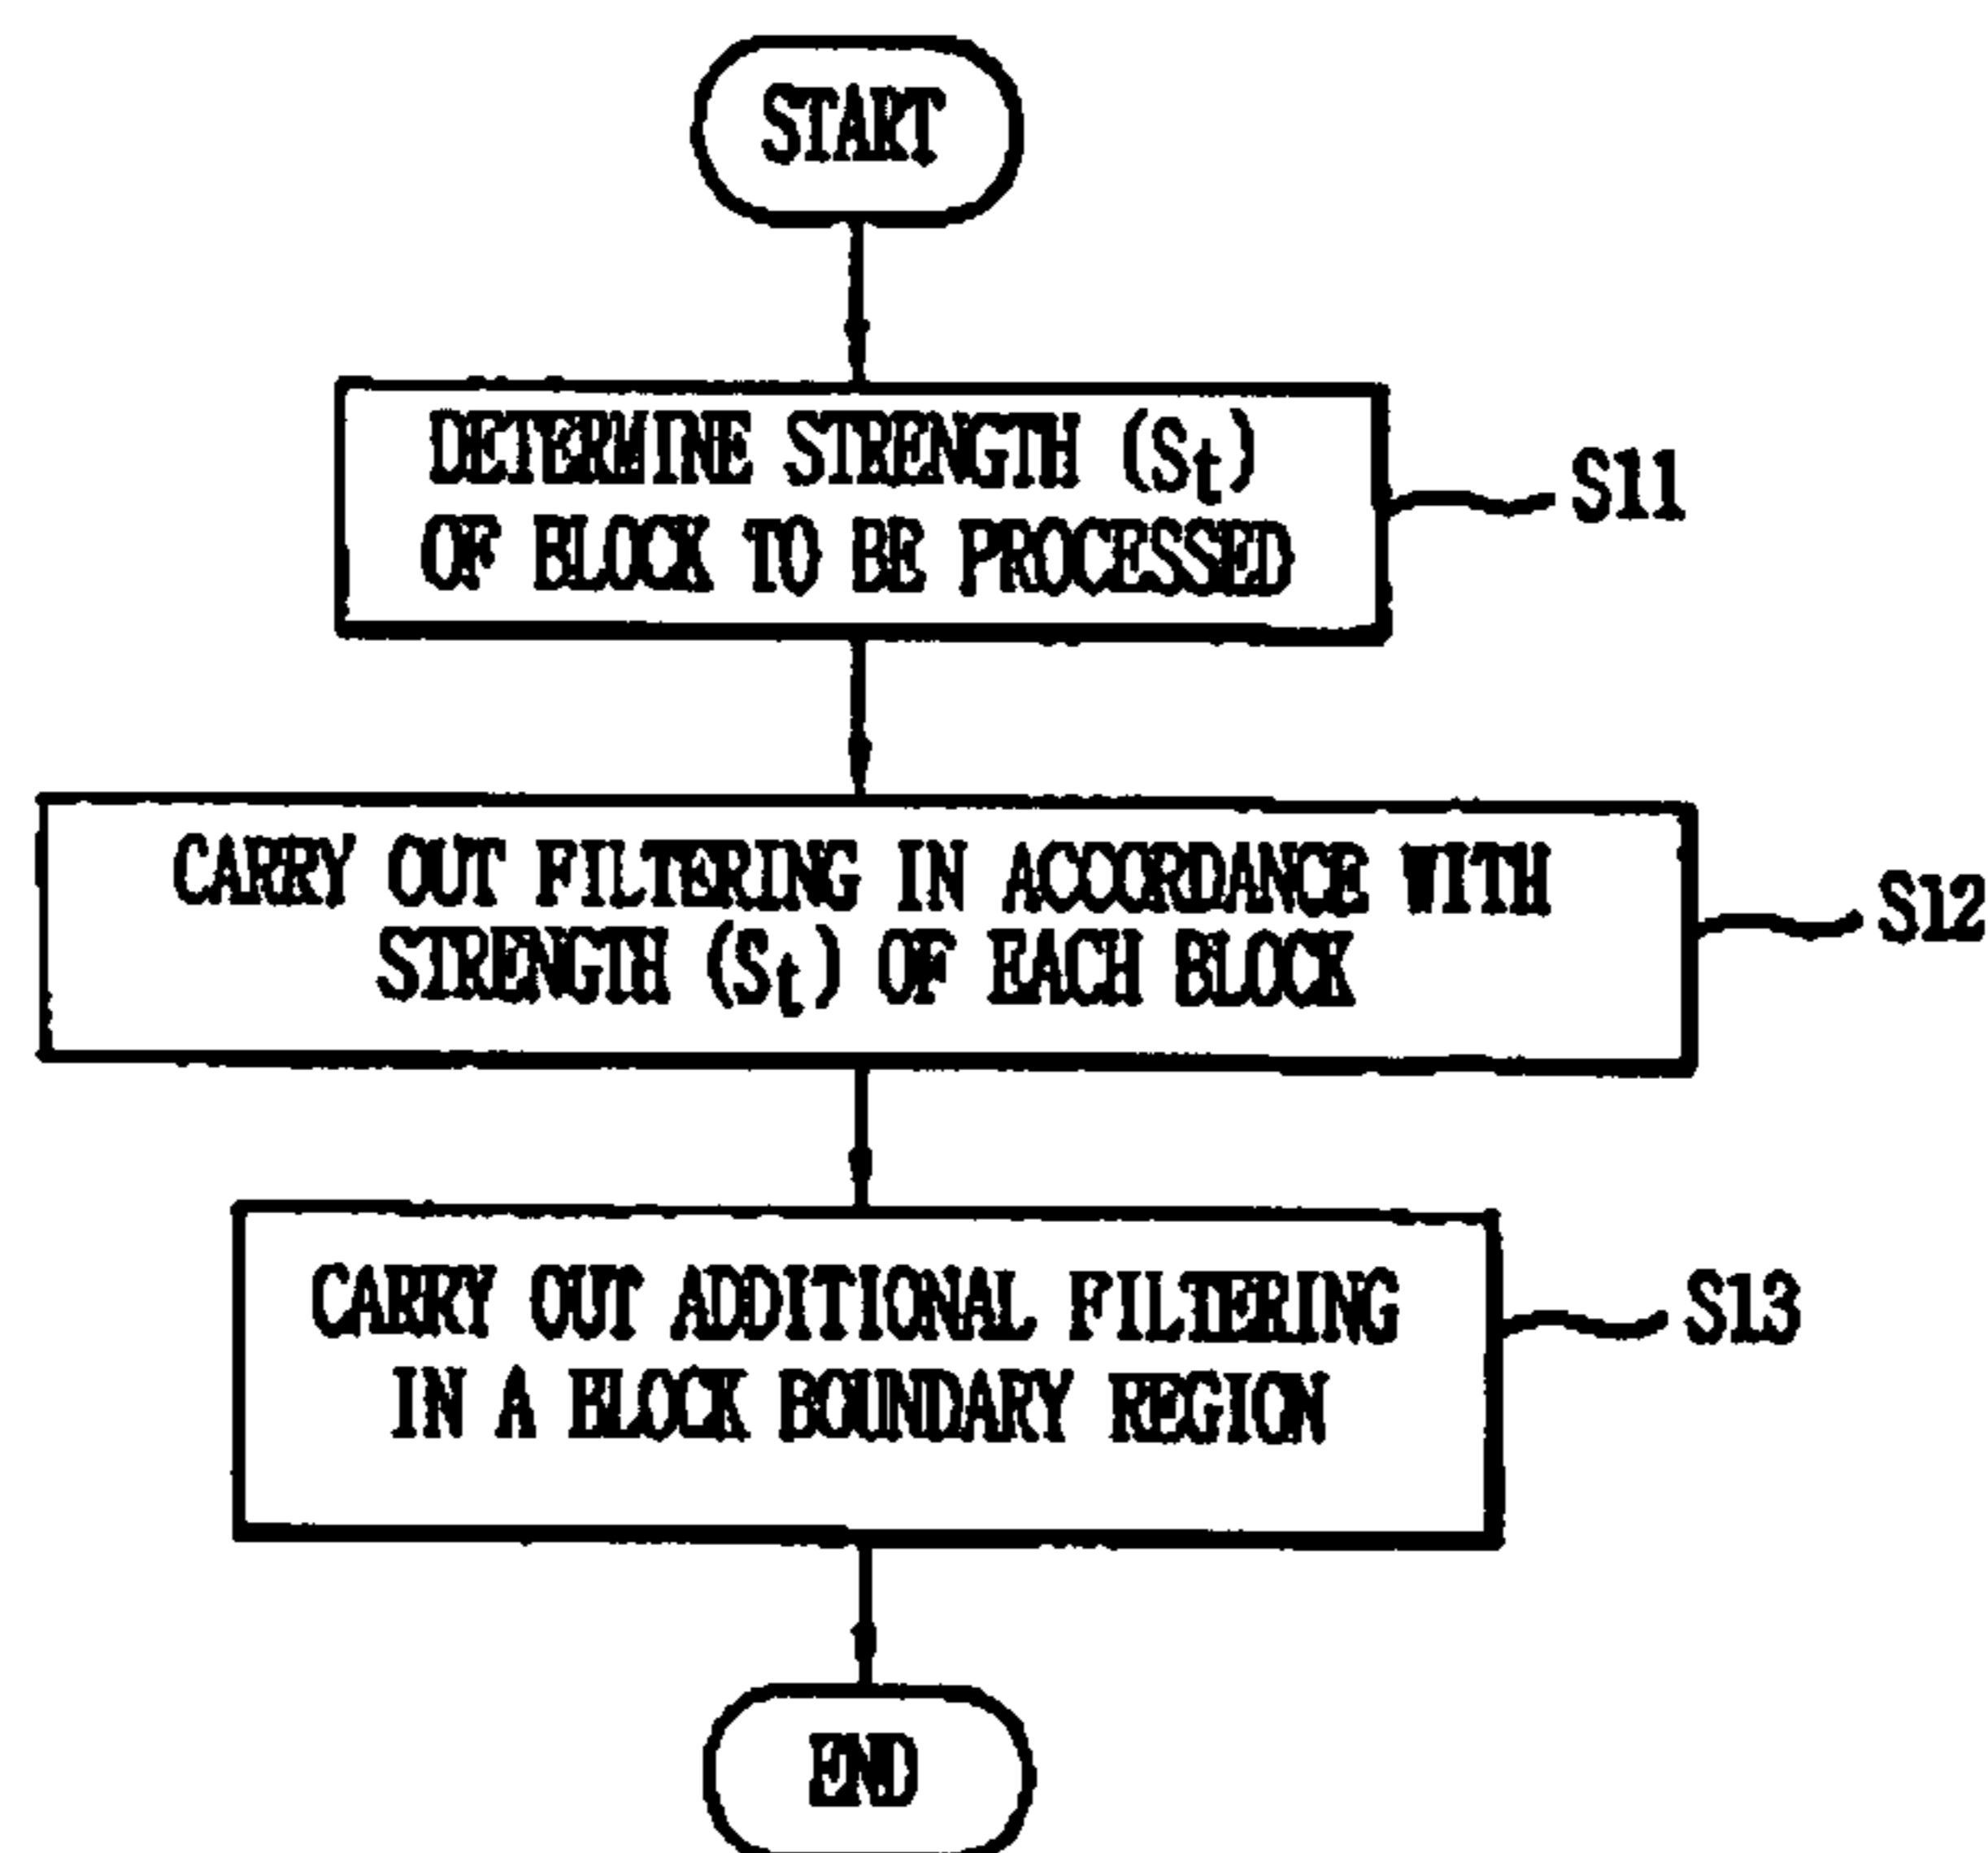 START
DETERMINE STRENGTH (St)
OF BLOCK TO BE PROCESSED
S11
CARRY OUT FILTERING IN ACCORDANCE WITH
STRENGTH (St) OF EACH BLOCK
S12
CARRY OUT ADDITIONAL FILTERING
IN A BLOCK BOUNDARY REGION
S13
END